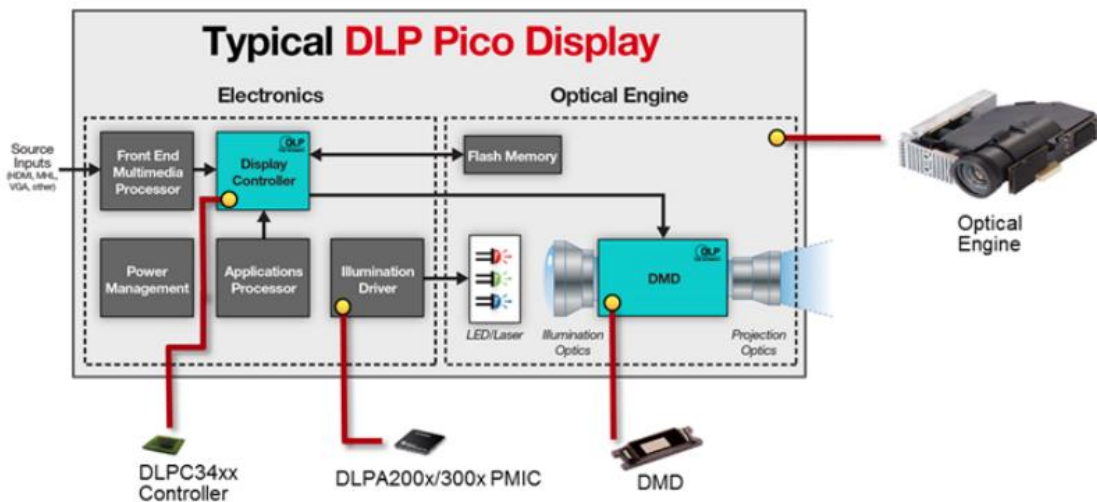 Typical DLP Pico Display
Electronics
Optical Engine
Source
Inputs
(HDMI, MHL,
VGA, other)
Front End
Multimedia
Processor
DLP
Display
Controller
Flash Memory
Power
Management
Applications
Processor
Illumination
Driver
LED/Laser
Illumination
Optics
DLP
DMD
Projection
Optics
Optical
Engine
DLPC34xx
Controller
DLPA200x/300x PMIC
DMD